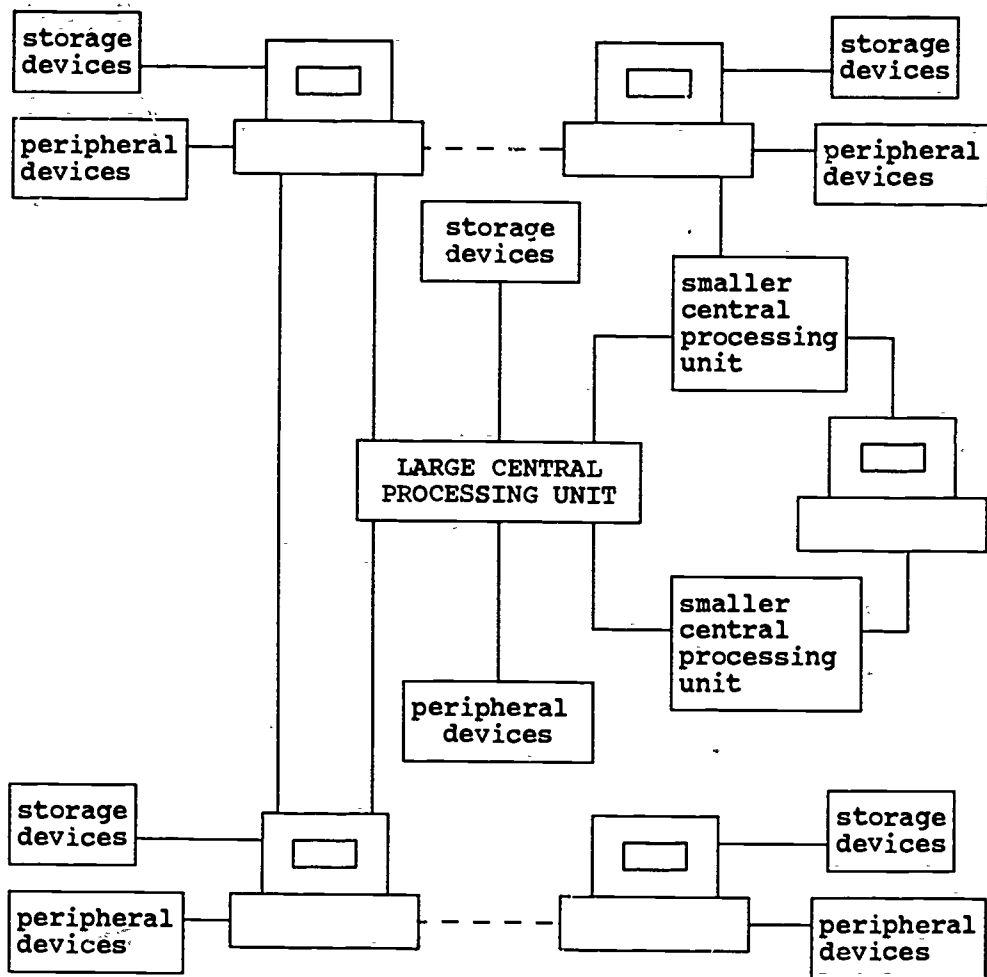 storage
devices
storage
devices
peripheral
devices
peripheral
devices
storage
devices
smaller
central
processing
unit
LARGE CENTRAL
PROCESSING UNIT
smaller
central
processing
unit
peripheral
devices
storage
devices
storage
devices
peripheral
devices
peripheral
devices